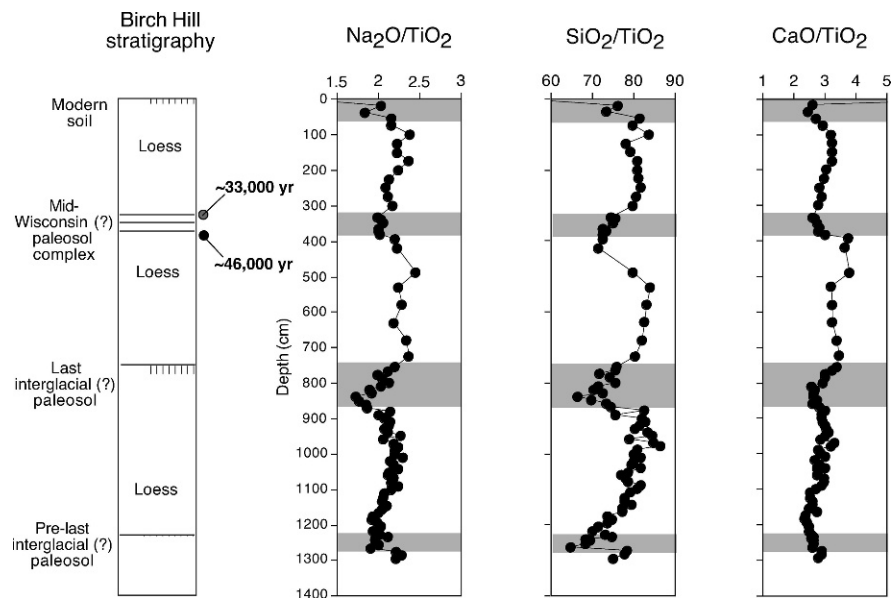 Birch Hill
stratigraphy
Na2O/TiO2
SiO2/TiO2
CaO/TiO2
1.5 2 2.5 3
60 70 80 90
1 2 3 4 5
Modern
soil
Loess
~33,000 yr
Mid-
Wisconsin (?)
paleosol
complex
~46,000 yr
Loess
Last
interglacial (?)
paleosol
Loess
Pre-last
interglacial (?)
paleosol
Depth (cm)
0
100
200
300
400
500
600
700
800
900
1000
1100
1200
1300
1400